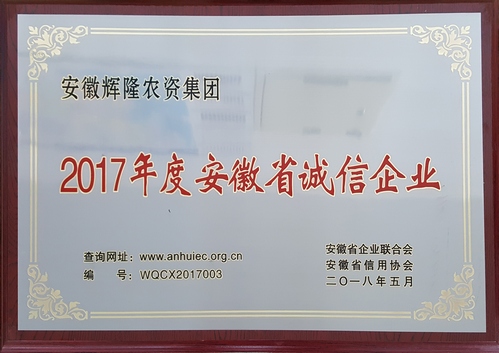 安徽辉隆农资集团
2017年度安徽省诚信企业
查询网址：www.anhuiec.org.cn
编　　号：WQCX2017003
安徽省企业联合会
安徽省信用协会
二〇一八年五月